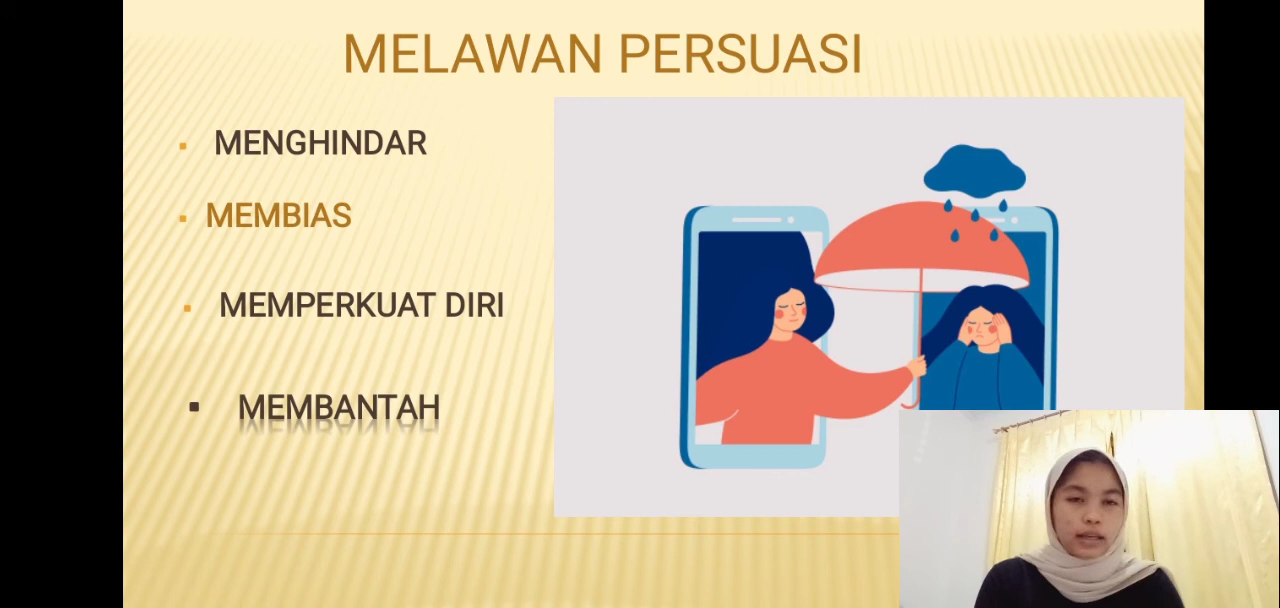 MELAWAN PERSUASI
MENGHINDAR
MEMBIAS
MEMPERKUAT DIRI
MEMBANTAH